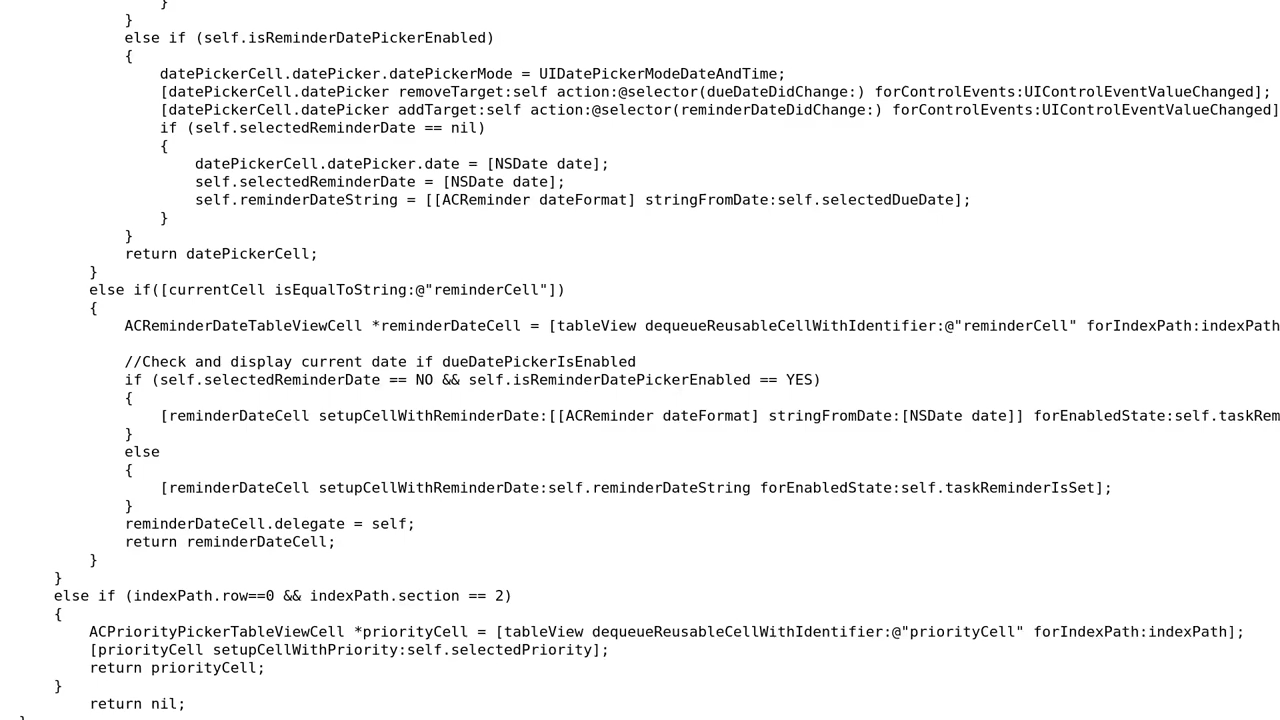 }
}
else if (self.isReminderDatePickerEnabled)
{
datePickerCell.datePicker.datePickerMode = UIDatePickerModeDateAndTime;
[datePickerCell.datePicker removeTarget:self action:@selector(dueDateDidChange:) forControlEvents:UIControlEventValueChanged];
[datePickerCell.datePicker addTarget:self action:@selector(reminderDateDidChange:) forControlEvents:UIControlEventValueChanged]
if (self.selectedReminderDate == nil)
{
datePickerCell.datePicker.date = [NSDate date];
self.selectedReminderDate = [NSDate date];
self.reminderDateString = [[ACReminder dateFormat] stringFromDate:self.selectedDueDate];
}
}
return datePickerCell;
}
else if([currentCell isEqualToString:@"reminderCell"])
{
ACReminderDateTableViewCell *reminderDateCell = [tableView dequeueReusableCellWithIdentifier:@"reminderCell" forIndexPath:indexPath
//Check and display current date if dueDatePickerIsEnabled
if (self.selectedReminderDate == NO && self.isReminderDatePickerEnabled == YES)
{
[reminderDateCell setupCellWithReminderDate:[[ACReminder dateFormat] stringFromDate:[NSDate date]] forEnabledState:self.taskRem
}
else
{
[reminderDateCell setupCellWithReminderDate:self.reminderDateString forEnabledState:self.taskReminderIsSet];
}
reminderDateCell.delegate = self;
return reminderDateCell;
}
}
else if (indexPath.row==0 && indexPath.section == 2)
{
ACPriorityPickerTableViewCell *priorityCell = [tableView dequeueReusableCellWithIdentifier:@"priorityCell" forIndexPath:indexPath];
[priorityCell setupCellWithPriority:self.selectedPriority];
return priorityCell;
}
return nil;
}